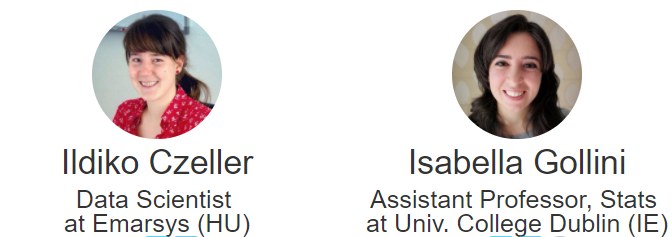 Ildiko Czeller
Data Scientist
at Emarsys (HU)
Isabella Gollini
Assistant Professor, Stats
at Univ. College Dublin (IE)